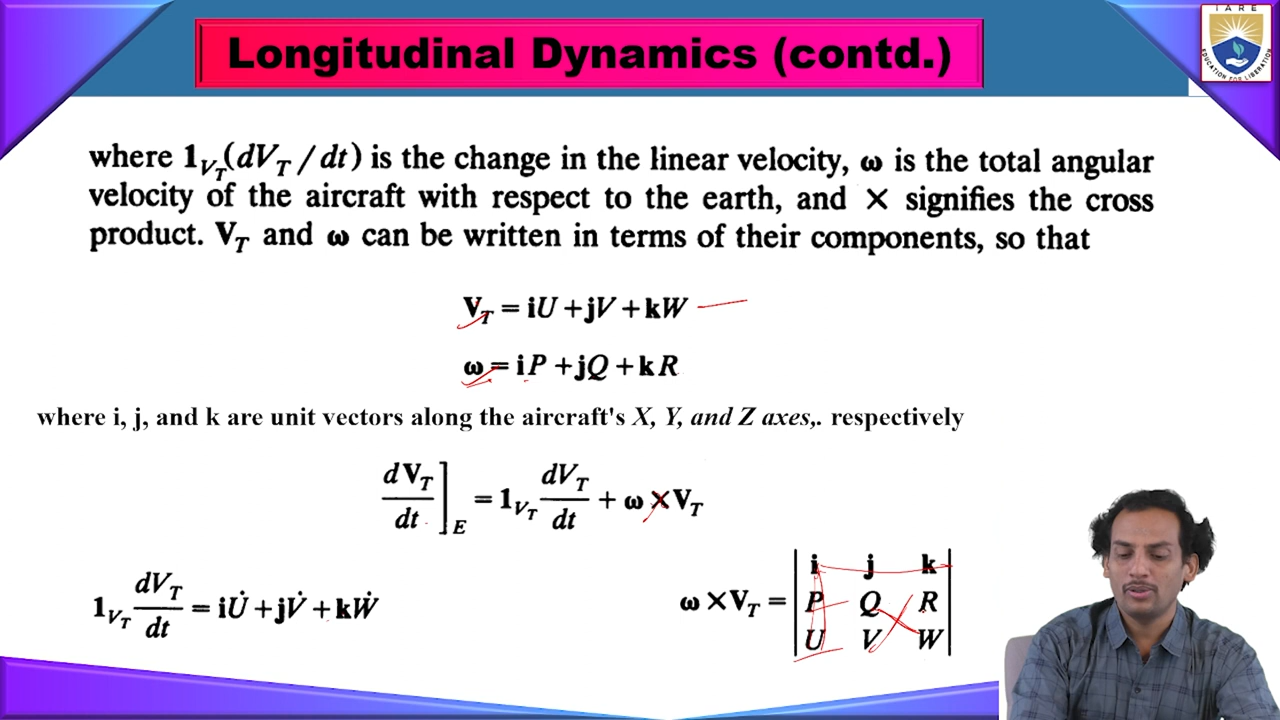 IARE
EDUCATION FOR LIBERATION
Longitudinal Dynamics (contd.)
where 1_{V_T}(dV_T / dt) is the change in the linear velocity, ω is the total angular
velocity of the aircraft with respect to the earth, and × signifies the cross
product. V_T and ω can be written in terms of their components, so that
V_T = iU + jV + kW
ω = iP + jQ + kR
where i, j, and k are unit vectors along the aircraft's X, Y, and Z axes,. respectively
dV_T/dt]_E = 1_{V_T} dV_T/dt + ω × V_T
1_{V_T} dV_T/dt = iU̇ + jV̇ + kẆ
ω × V_T = | i j k |
| P Q R |
| U V W |